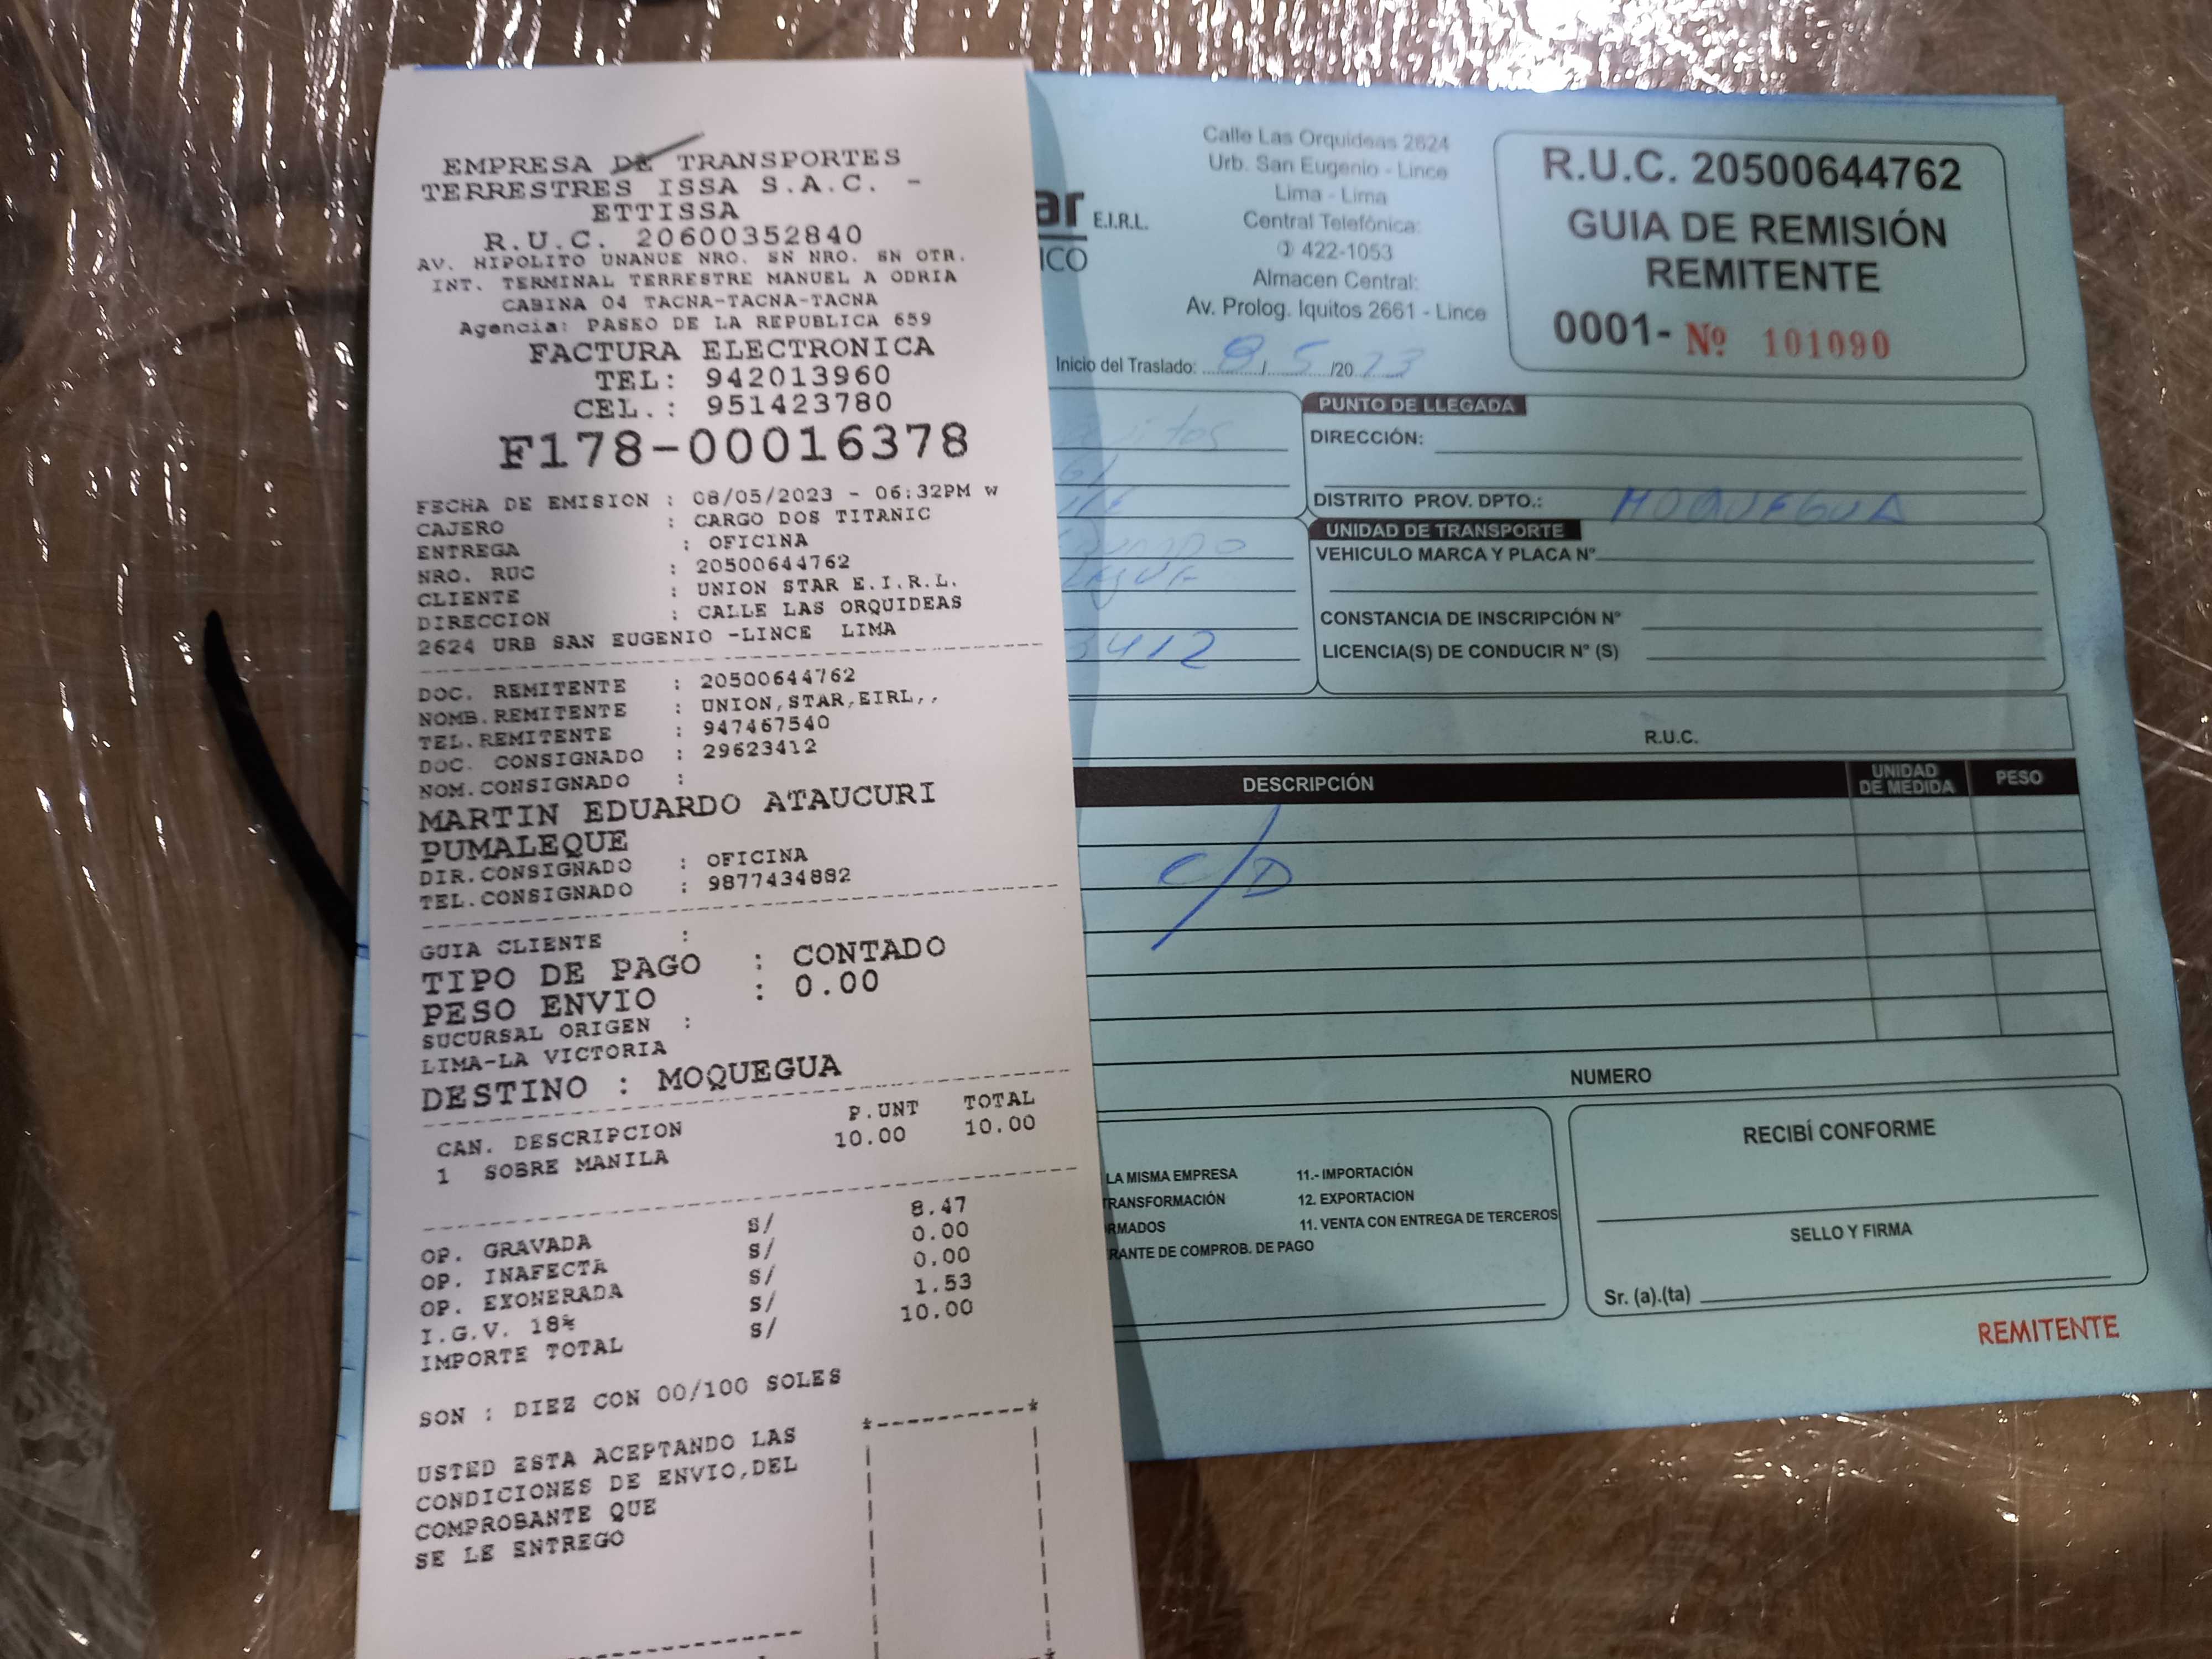 EMPRESA DE TRANSPORTES
TERRESTRES ISSA S.A.C. -
ETTISSA
R.U.C. 20600352840
AV. HIPOLITO UNANUE NRO. SN NRO. SN OTR.
INT. TERMINAL TERRESTRE MANUEL A ODRIA
CABINA 04 TACNA-TACNA-TACNA
Agencia: PASEO DE LA REPUBLICA 659
FACTURA ELECTRONICA
TEL: 942013960
CEL.: 951423780
F178-00016378
FECHA DE EMISION : 08/05/2023 - 06:32PM w
CAJERO : CARGO DOS TITANIC
ENTREGA : OFICINA
NRO. RUC : 20500644762
CLIENTE : UNION STAR E.I.R.L.
DIRECCION : CALLE LAS ORQUIDEAS
2624 URB SAN EUGENIO -LINCE LIMA
DOC. REMITENTE : 20500644762
NOMB.REMITENTE : UNION,STAR,EIRL,,
TEL.REMITENTE : 947467540
DOC. CONSIGNADO : 29623412
NOM.CONSIGNADO :
MARTIN EDUARDO ATAUCURI
PUMALEQUE
DIR.CONSIGNADO : OFICINA
TEL.CONSIGNADO : 9877434882
GUIA CLIENTE :
TIPO DE PAGO : CONTADO
PESO ENVIO : 0.00
SUCURSAL ORIGEN :
LIMA-LA VICTORIA
DESTINO : MOQUEGUA
CAN. DESCRIPCION P.UNT TOTAL
1 SOBRE MANILA 10.00 10.00
OP. GRAVADA S/ 8.47
OP. INAFECTA S/ 0.00
OP. EXONERADA S/ 0.00
I.G.V. 18% S/ 1.53
IMPORTE TOTAL S/ 10.00
SON : DIEZ CON 00/100 SOLES
USTED ESTA ACEPTANDO LAS
CONDICIONES DE ENVIO,DEL
COMPROBANTE QUE
SE LE ENTREGO
ar E.I.R.L.
ICO
Calle Las Orquideas 2624
Urb. San Eugenio - Lince
Lima - Lima
Central Telefónica:
✆ 422-1053
Almacen Central:
Av. Prolog. Iquitos 2661 - Lince
R.U.C. 20500644762
GUIA DE REMISIÓN
REMITENTE
0001- Nº 101090
Inicio del Traslado: 8/ 5 /20 23
PUNTO DE LLEGADA
DIRECCIÓN:
DISTRITO PROV. DPTO.: MOQUEGUA
UNIDAD DE TRANSPORTE
VEHICULO MARCA Y PLACA N°
CONSTANCIA DE INSCRIPCIÓN N°
LICENCIA(S) DE CONDUCIR N° (S)
3412
R.U.C.
DESCRIPCIÓN UNIDAD DE MEDIDA PESO
C/D
NUMERO
LA MISMA EMPRESA 11.- IMPORTACIÓN
TRANSFORMACIÓN 12. EXPORTACION
RMADOS 11. VENTA CON ENTREGA DE TERCEROS
RANTE DE COMPROB. DE PAGO
RECIBÍ CONFORME
SELLO Y FIRMA
Sr. (a).(ta)
REMITENTE